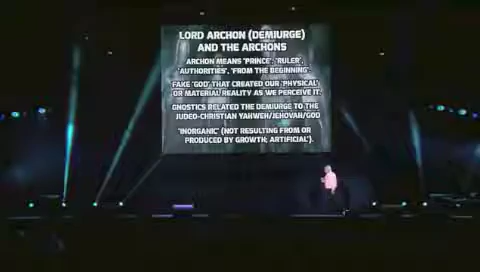 LORD ARCHON (DEMIURGE)
AND THE ARCHONS
ARCHON MEANS 'PRINCE', 'RULER',
'AUTHORITIES', 'FROM THE BEGINNING'.
FAKE 'GOD' THAT CREATED OUR 'PHYSICAL'
OR MATERIAL REALITY AS WE PERCEIVE IT.
GNOSTICS RELATED THE DEMIURGE TO THE
JUDEO-CHRISTIAN YAHWEH/JEHOVAH/GOD
'INORGANIC' (NOT RESULTING FROM OR
PRODUCED BY GROWTH; ARTIFICIAL').